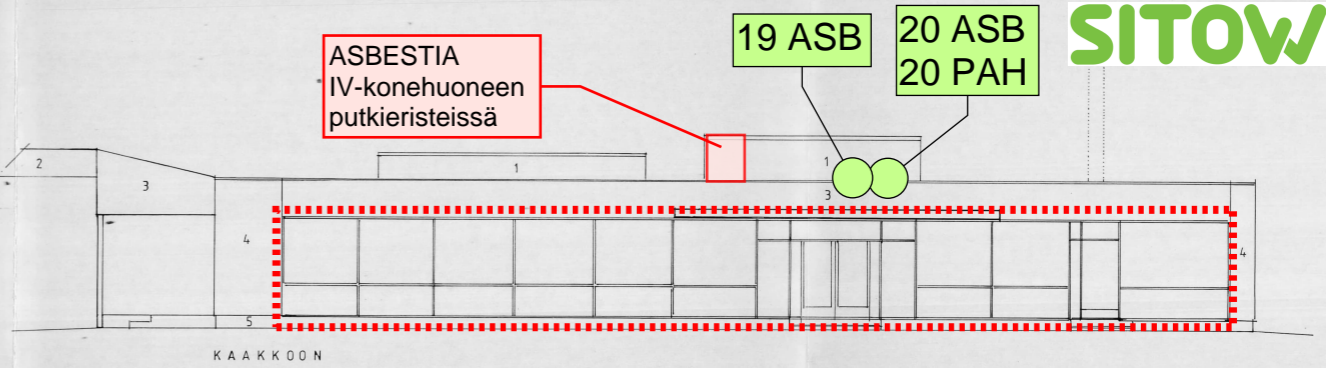 ASBESTIA
IV-konehuoneen
putkieristeissä
19 ASB
20 ASB
20 PAH
SITOW
2
3
1
1
3
4
4
5
KAAKKOON